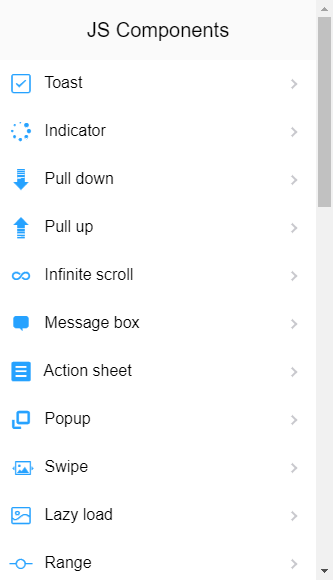 JS Components
Toast
Indicator
Pull down
Pull up
Infinite scroll
Message box
Action sheet
Popup
Swipe
Lazy load
Range